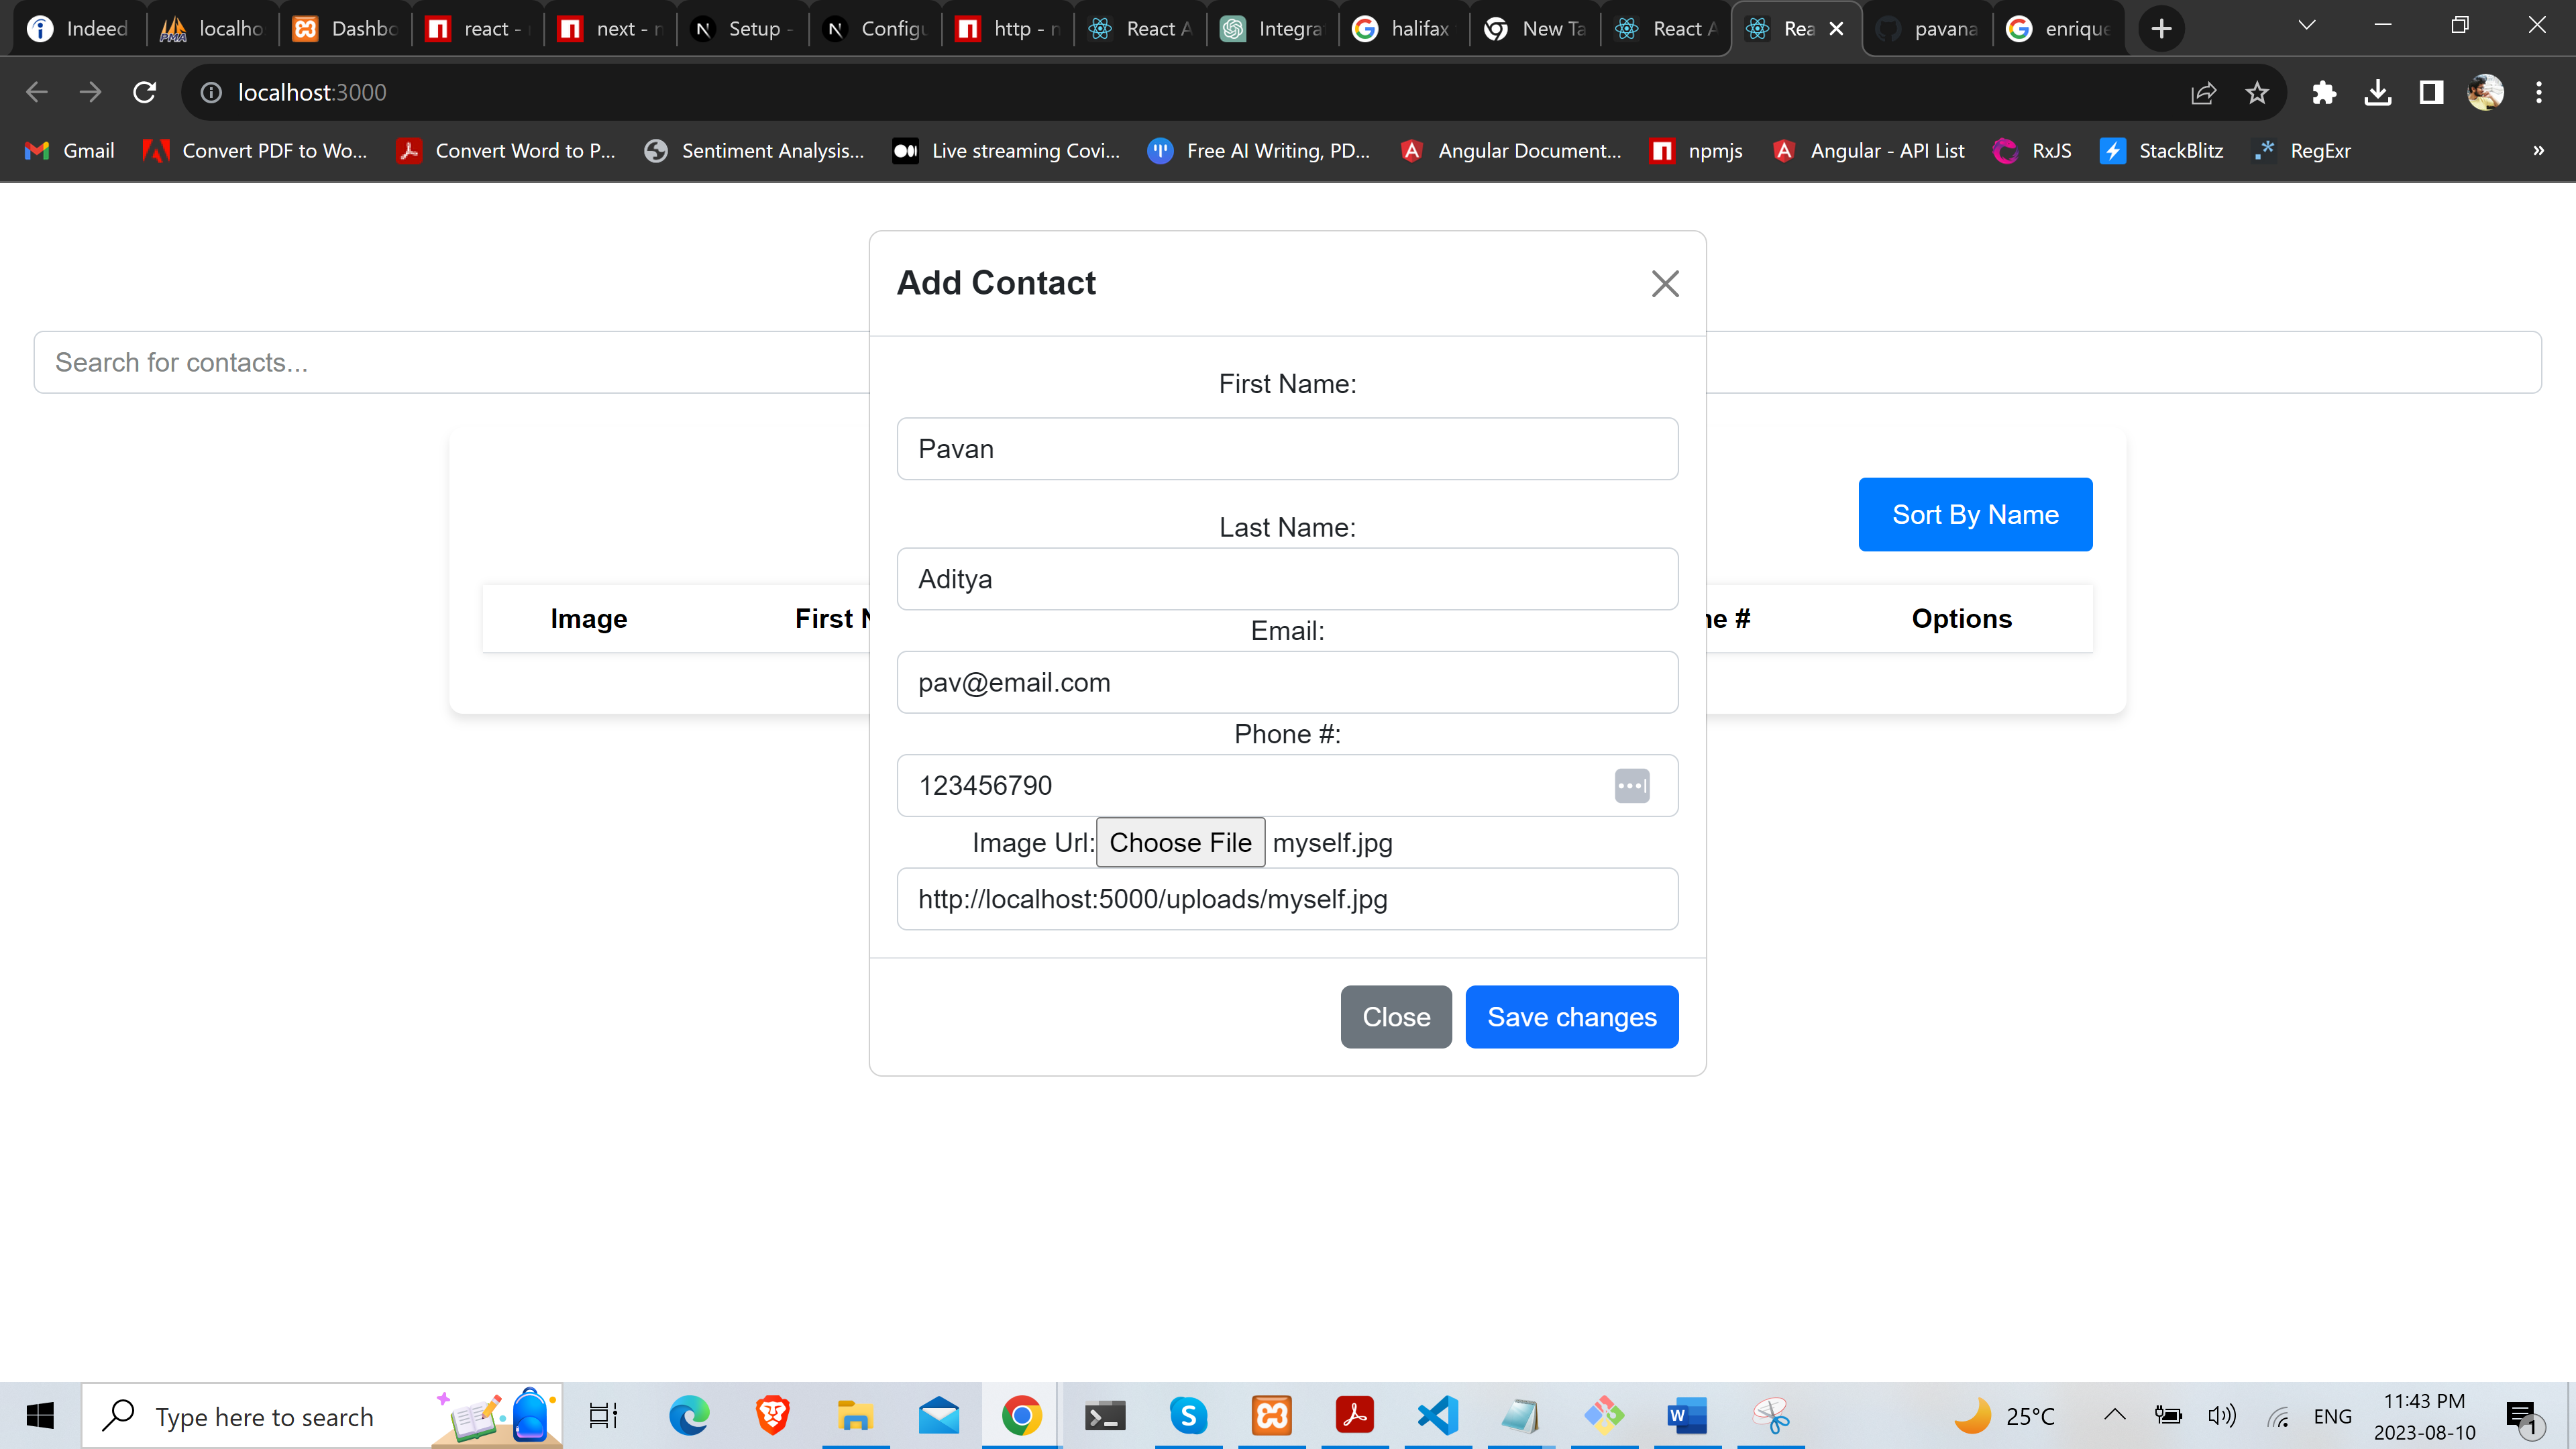 Indeed localho Dashbo react - next - n Setup - Configu http - n React A Integra halifax New Ta React A Rea pavana enrique
localhost:3000
Gmail Convert PDF to Wo... Convert Word to P... Sentiment Analysis... Live streaming Covi... Free AI Writing, PD... Angular Document... npmjs Angular - API List RxJS StackBlitz RegExr »
Add Contact
Search for contacts...
First Name:
Pavan
Sort By Name
Last Name:
Aditya
Image First N ne # Options
Email:
pav@email.com
Phone #:
123456790
Image Url: Choose File myself.jpg
http://localhost:5000/uploads/myself.jpg
Close Save changes
Type here to search
25°C ENG
11:43 PM
2023-08-10
1